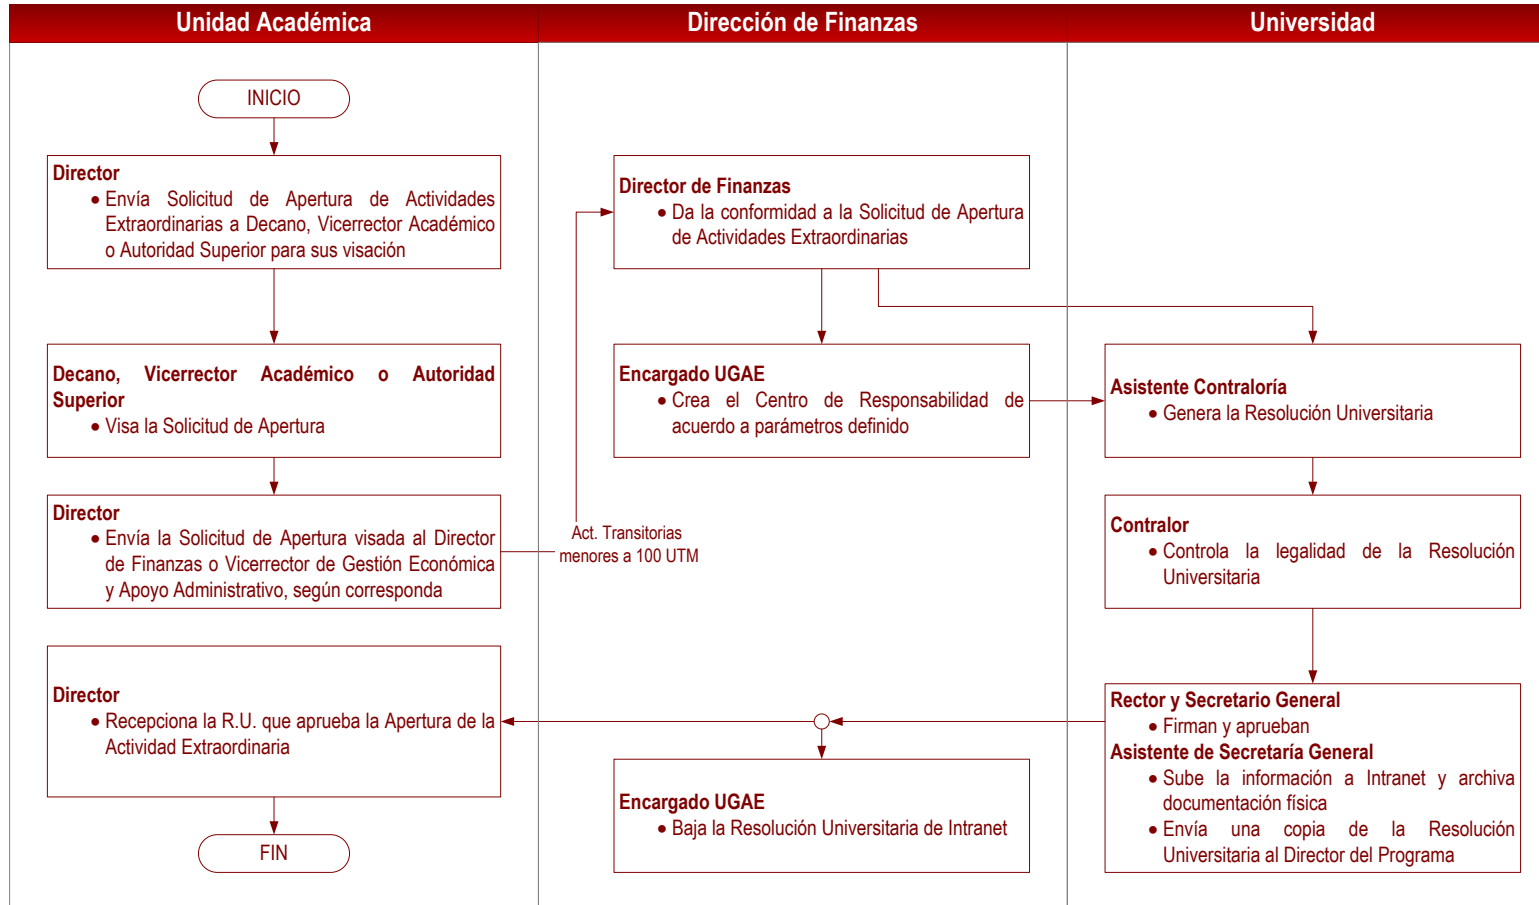 Unidad Académica
Dirección de Finanzas
Universidad
INICIO
Director
• Envía Solicitud de Apertura de Actividades
Extraordinarias a Decano, Vicerrector Académico
o Autoridad Superior para sus visación
Decano, Vicerrector Académico o Autoridad
Superior
• Visa la Solicitud de Apertura
Director
• Envía la Solicitud de Apertura visada al Director
de Finanzas o Vicerrector de Gestión Económica
y Apoyo Administrativo, según corresponda
Act. Transitorias
menores a 100 UTM
Director de Finanzas
• Da la conformidad a la Solicitud de Apertura
de Actividades Extraordinarias
Encargado UGAE
• Crea el Centro de Responsabilidad de
acuerdo a parámetros definido
Asistente Contraloría
• Genera la Resolución Universitaria
Contralor
• Controla la legalidad de la Resolución
Universitaria
Rector y Secretario General
• Firman y aprueban
Asistente de Secretaría General
• Sube la información a Intranet y archiva
documentación física
• Envía una copia de la Resolución
Universitaria al Director del Programa
Encargado UGAE
• Baja la Resolución Universitaria de Intranet
Director
• Recepciona la R.U. que aprueba la Apertura de la
Actividad Extraordinaria
FIN